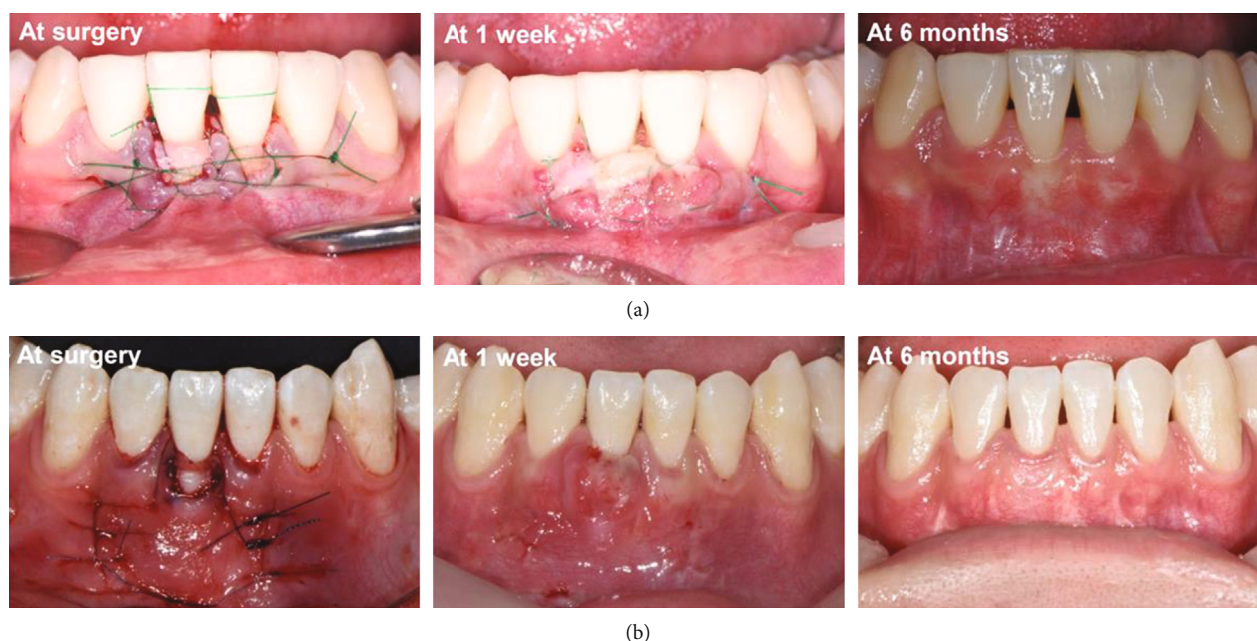 At surgery
At 1 week
At 6 months
(a)
At surgery
At 1 week
At 6 months
(b)